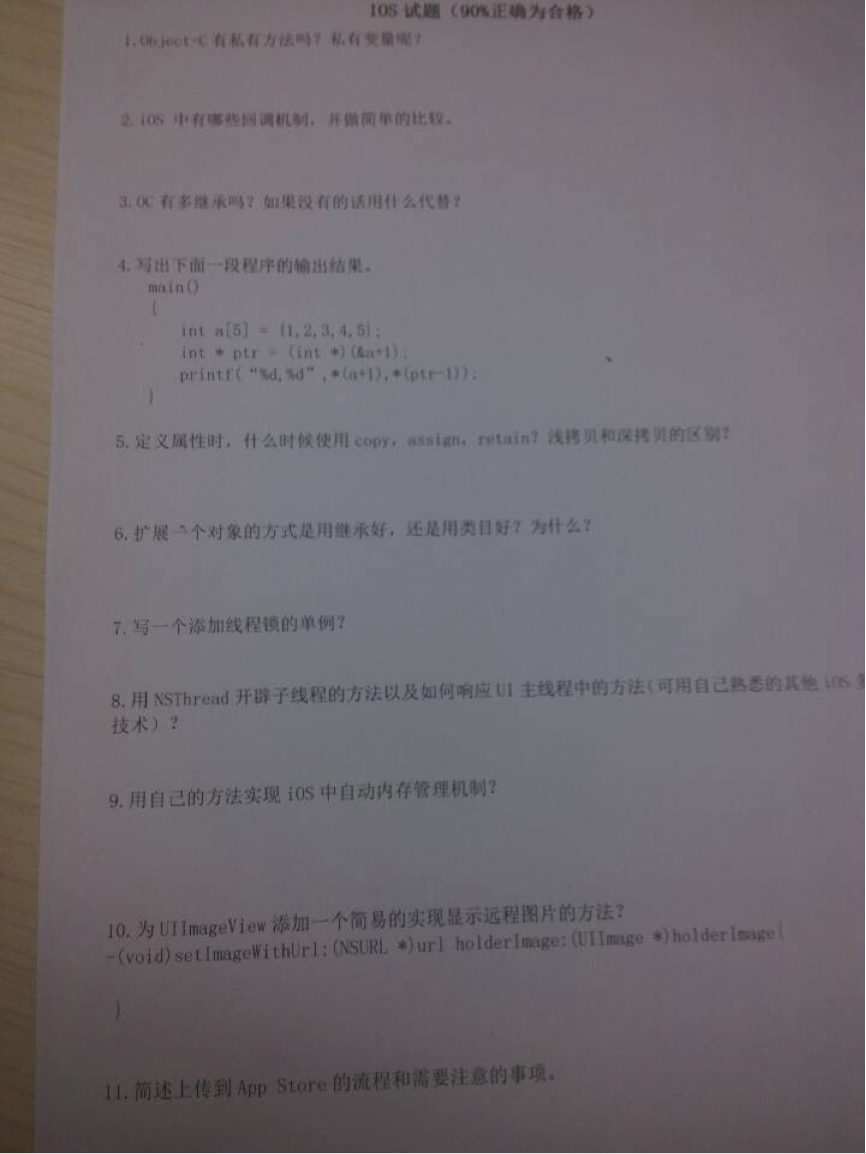 IOS 试题（90%正确为合格）
1.Object-C 有私有方法吗？私有变量呢？
2.iOS 中有哪些回调机制，并做简单的比较。
3.OC 有多继承吗？如果没有的话用什么代替？
4.写出下面一段程序的输出结果。
main()
{
int a[5] = {1,2,3,4,5};
int * ptr = (int *)(&a+1);
printf(“%d,%d”,*(a+1),*(ptr-1));
}
5.定义属性时，什么时候使用 copy，assign，retain？浅拷贝和深拷贝的区别？
6.扩展一个对象的方式是用继承好，还是用类目好？为什么？
7.写一个添加线程锁的单例？
8.用 NSThread 开辟子线程的方法以及如何响应 UI 主线程中的方法(可用自己熟悉的其他 iOS
技术）？
9.用自己的方法实现 iOS 中自动内存管理机制？
10.为 UIImageView 添加一个简易的实现显示远程图片的方法？
-(void)setImageWithUrl:(NSURL *)url holderImage:(UIImage *)holderImage{
}
11.简述上传到 App Store 的流程和需要注意的事项。